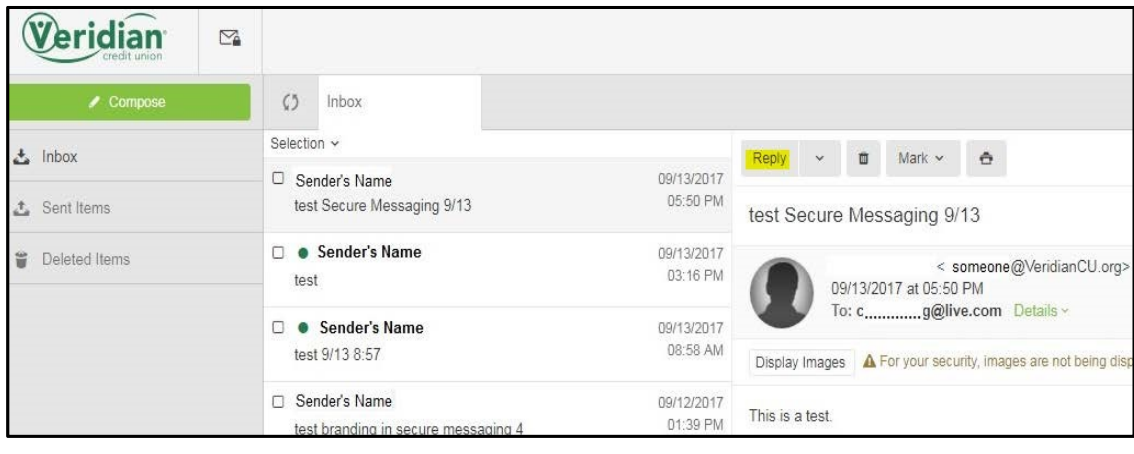 Veridian
credit union
Compose
Inbox
Sent Items
Deleted Items
Inbox
Selection
Sender's Name
09/13/2017
test Secure Messaging 9/13
05:50 PM
Sender's Name
09/13/2017
test
03:16 PM
Sender's Name
09/13/2017
test 9/13 8:57
08:58 AM
Sender's Name
09/12/2017
test branding in secure messaging 4
01:39 PM
Reply
Mark
test Secure Messaging 9/13
< someone@VeridianCU.org>
09/13/2017 at 05:50 PM
To: c.............g@live.com Details
Display Images
For your security, images are not being disp
This is a test.